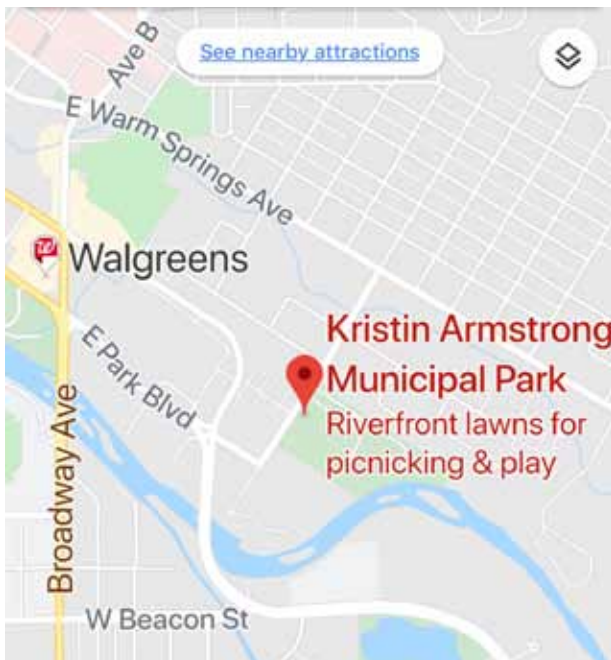 See nearby attractions
Ave B
E Warm Springs Ave
Walgreens
Kristin Armstrong
Municipal Park
Riverfront lawns for
picnicking & play
E Park Blvd
Broadway Ave
W Beacon St